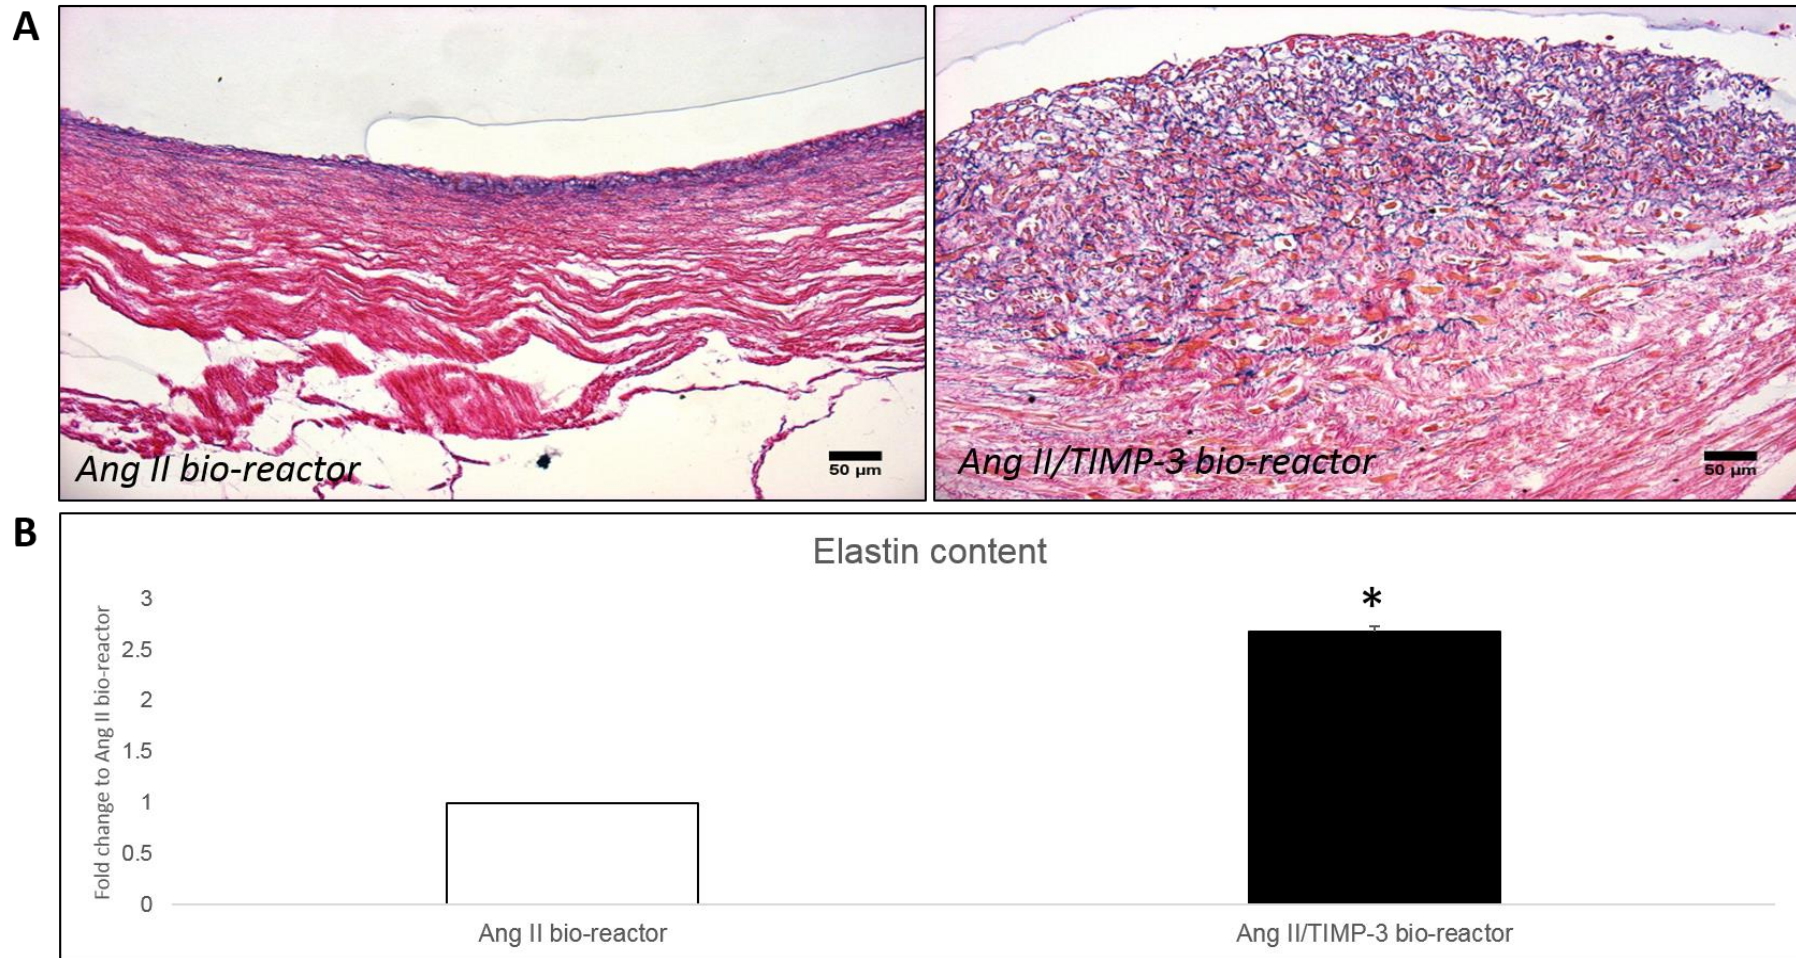 A
Ang II bio-reactor
50 µm
Ang II/TIMP-3 bio-reactor
50 µm
B
Elastin content
Fold change to Ang II bio-reactor
3
2.5
2
1.5
1
0.5
0
*
Ang II bio-reactor
Ang II/TIMP-3 bio-reactor